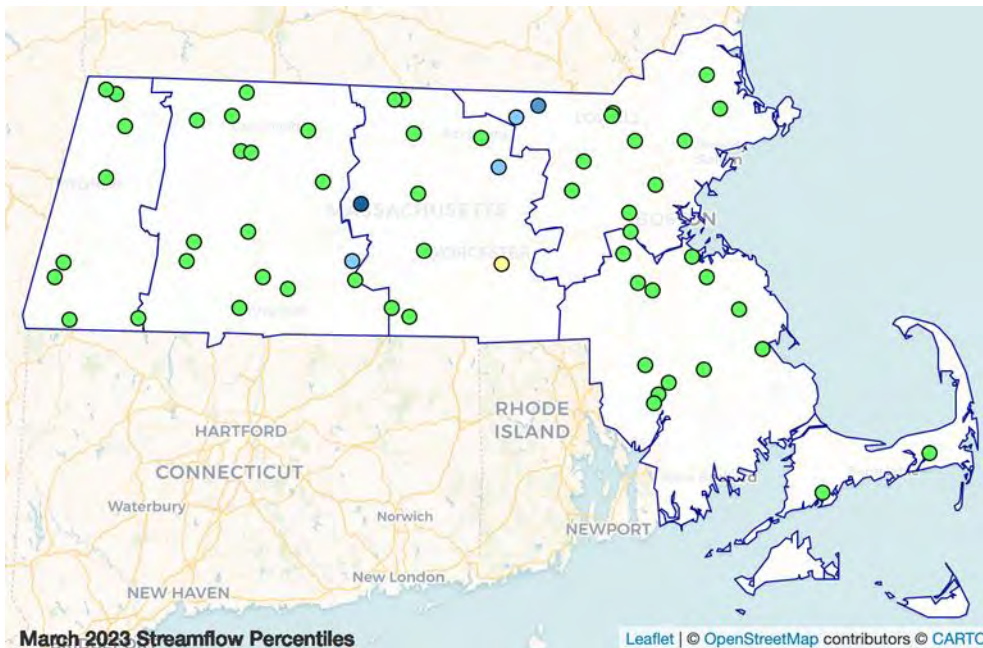 MASSACHUSETTS
BOSTON
WORCESTER
RHODE
ISLAND
HARTFORD
CONNECTICUT
Waterbury
Norwich
NEWPORT
New London
NEW HAVEN
March 2023 Streamflow Percentiles
Leaflet | © OpenStreetMap contributors © CARTO